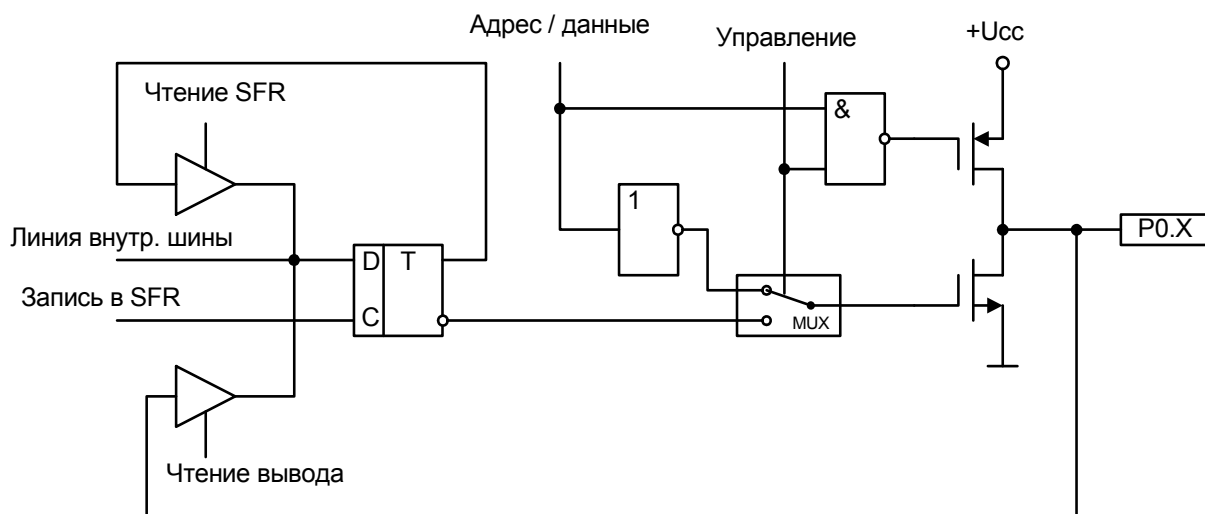 Адрес / данные
Управление
+Ucc
Чтение SFR
&
1
Линия внутр. шины
D T
P0.X
Запись в SFR
C
MUX
Чтение вывода